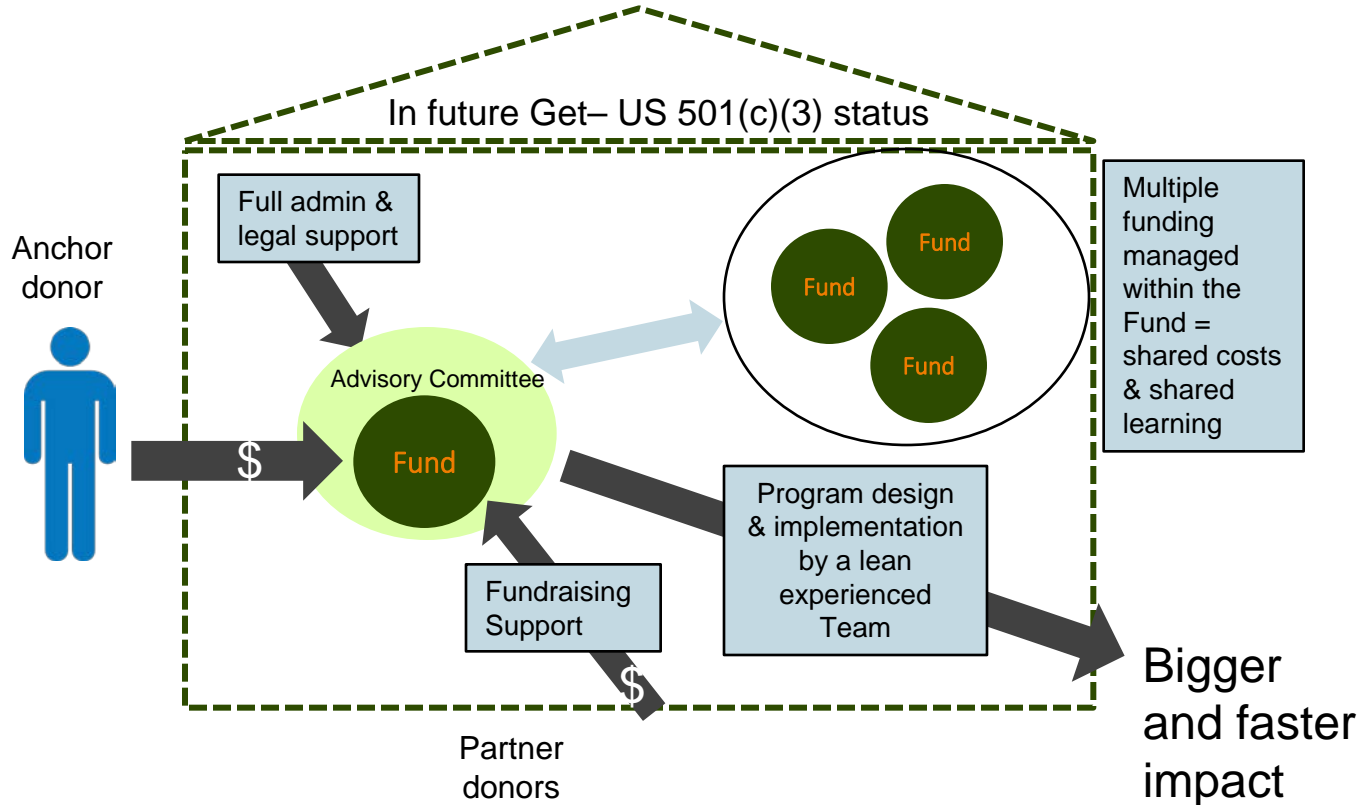 In future Get– US 501(c)(3) status
Full admin &
legal support
Anchor
donor
$
Advisory Committee
Fund
Fund
Fund
Fund
Multiple
funding
managed
within the
Fund =
shared costs
& shared
learning
Program design
& implementation
by a lean
experienced
Team
Fundraising
Support
$
Partner
donors
Bigger
and faster
impact